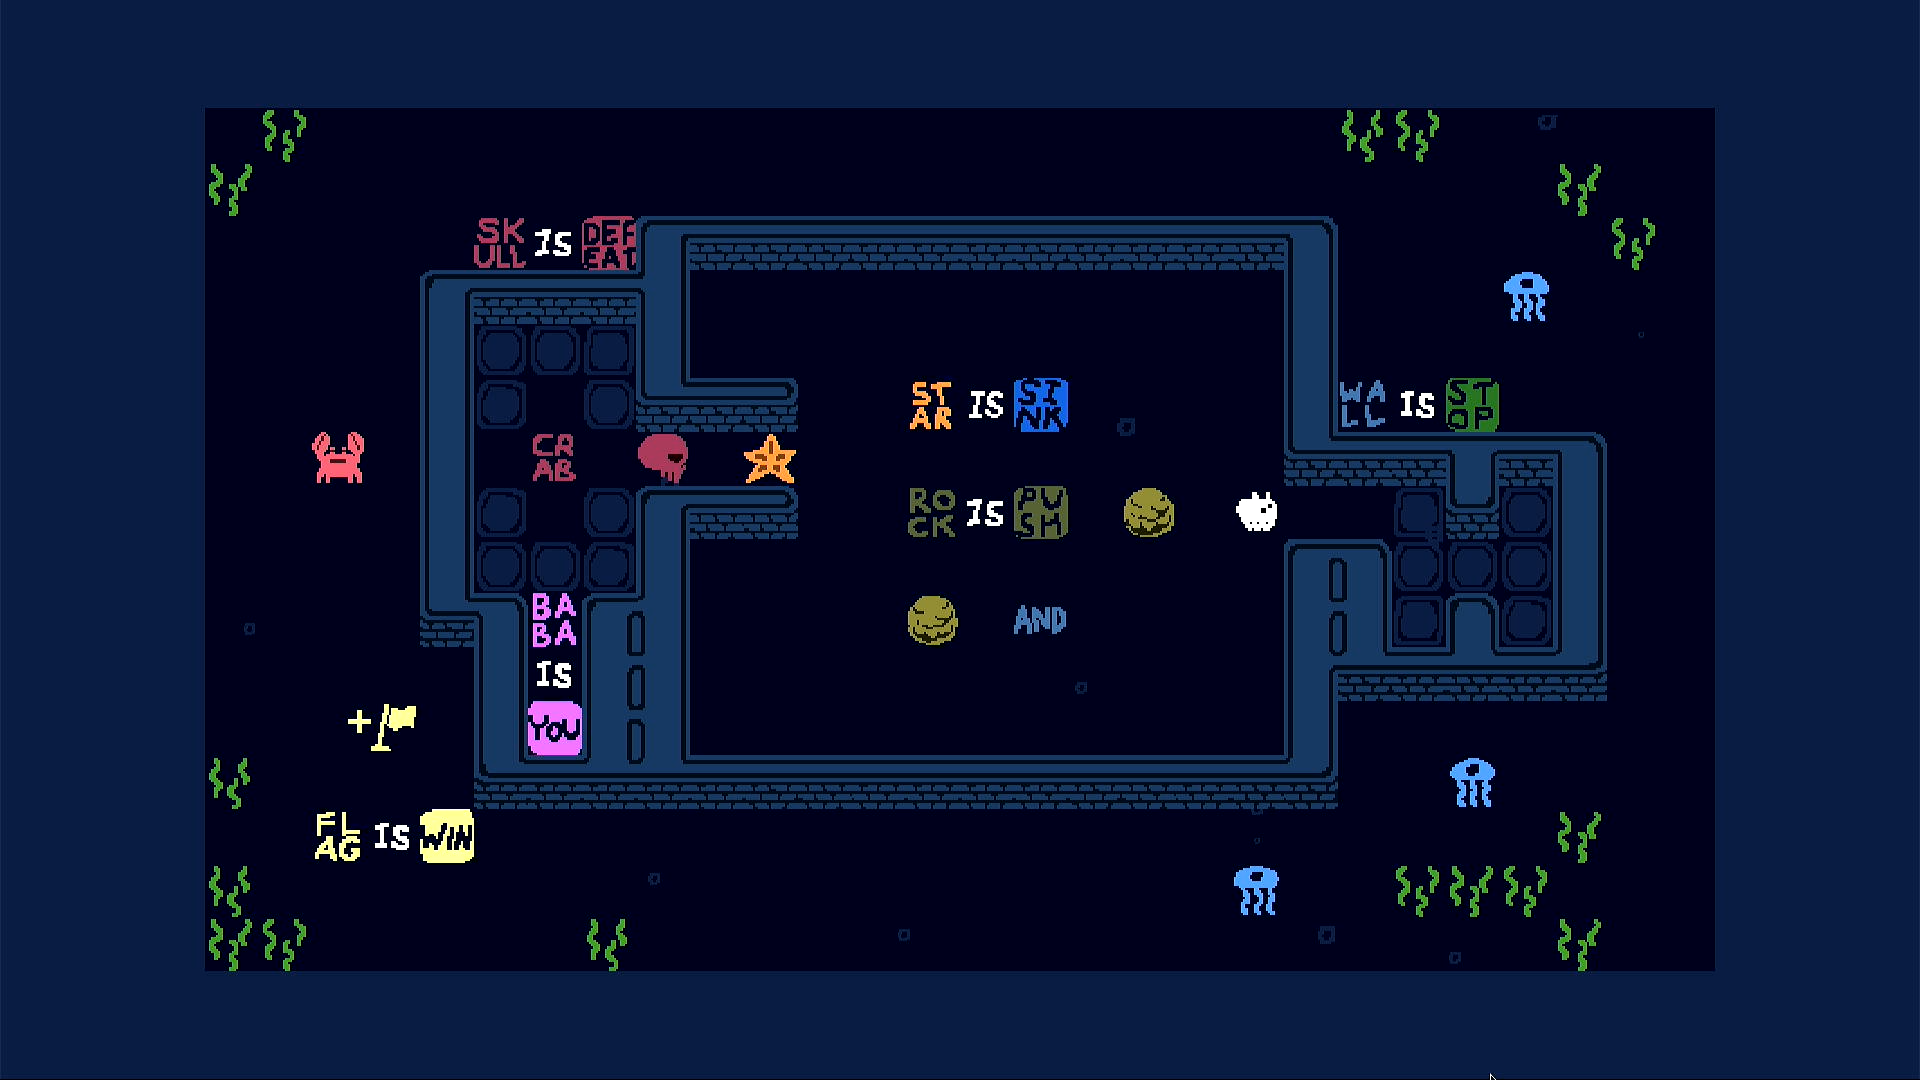 SKULL IS DEFEAT
STAR IS SINK
WALL IS STOP
CRAB
ROCK IS PUSH
BABA
IS
YOU
AND
FLAG IS WIN